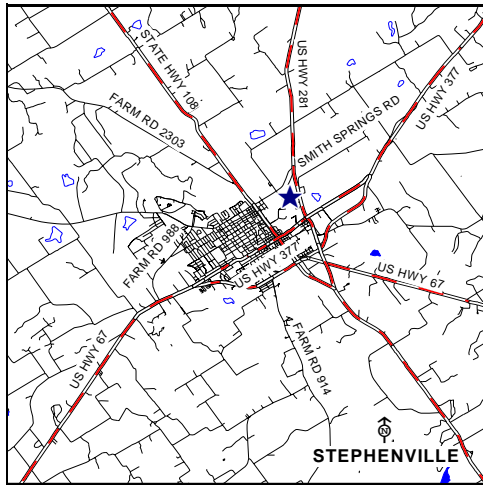 STATE HWY 108
US HWY 281
US HWY 377
FARM RD 2303
SMITH SPRINGS RD
FARM RD 988
US HWY 377
US HWY 67
US HWY 67
FARM RD 914
N
STEPHENVILLE